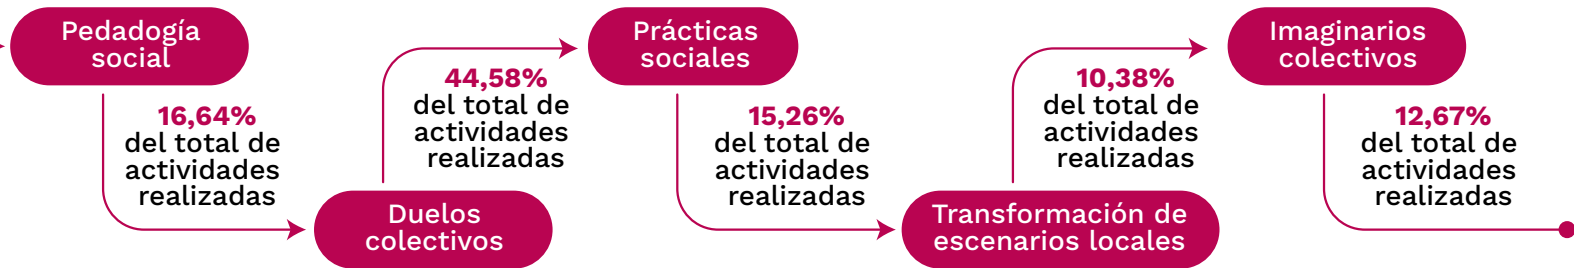 Pedadogía
social
16,64%
del total de
actividades
realizadas
Duelos
colectivos
44,58%
del total de
actividades
realizadas
Prácticas
sociales
15,26%
del total de
actividades
realizadas
Transformación de
escenarios locales
10,38%
del total de
actividades
realizadas
Imaginarios
colectivos
12,67%
del total de
actividades
realizadas